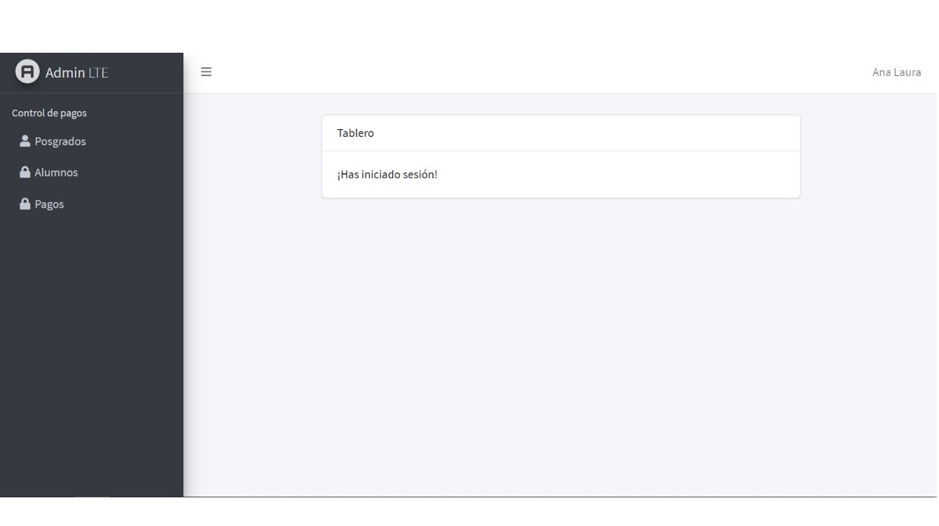 Admin LTE
Ana Laura
Control de pagos
Posgrados
Alumnos
Pagos
Tablero
¡Has iniciado sesión!